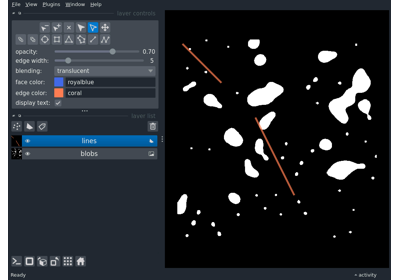 File View Plugins Window Help
layer controls
opacity: 0.70
edge width: 5
blending: translucent
face color: royalblue
edge color: coral
display text:
layer list
lines
blobs
activity